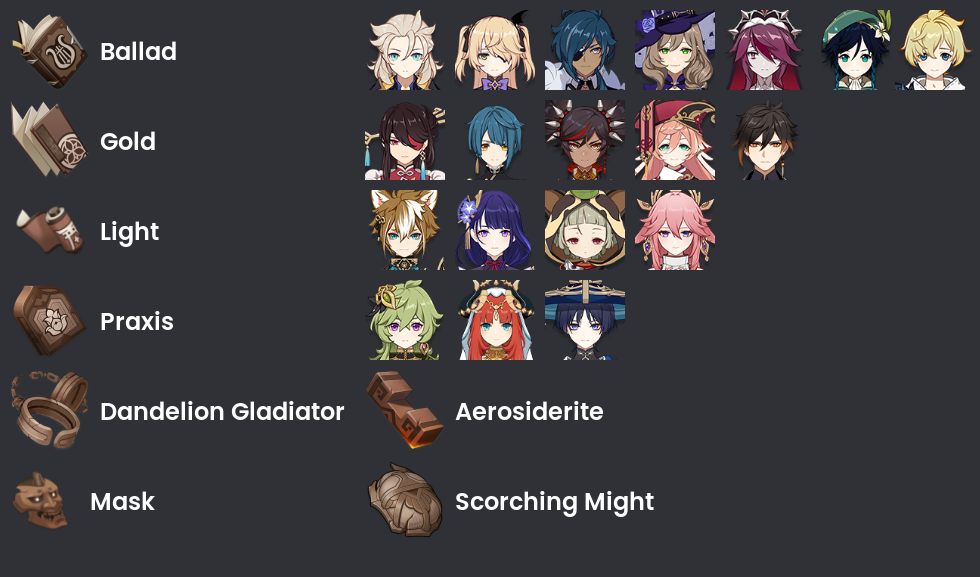 Ballad
Gold
Light
Praxis
Dandelion Gladiator
Aerosiderite
Mask
Scorching Might